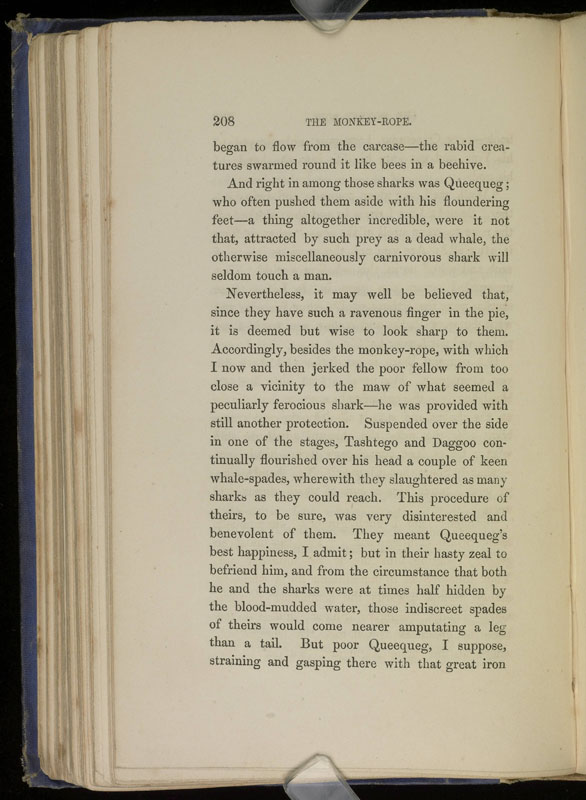 208 THE MONKEY-ROPE.
began to flow from the carcase—the rabid crea-
tures swarmed round it like bees in a beehive.
And right in among those sharks was Queequeg;
who often pushed them aside with his floundering
feet—a thing altogether incredible, were it not
that, attracted by such prey as a dead whale, the
otherwise miscellaneously carnivorous shark will
seldom touch a man.
Nevertheless, it may well be believed that,
since they have such a ravenous finger in the pie,
it is deemed but wise to look sharp to them.
Accordingly, besides the monkey-rope, with which
I now and then jerked the poor fellow from too
close a vicinity to the maw of what seemed a
peculiarly ferocious shark—he was provided with
still another protection. Suspended over the side
in one of the stages, Tashtego and Daggoo con-
tinually flourished over his head a couple of keen
whale-spades, wherewith they slaughtered as many
sharks as they could reach. This procedure of
theirs, to be sure, was very disinterested and
benevolent of them. They meant Queequeg's
best happiness, I admit; but in their hasty zeal to
befriend him, and from the circumstance that both
he and the sharks were at times half hidden by
the blood-mudded water, those indiscreet spades
of theirs would come nearer amputating a leg
than a tail. But poor Queequeg, I suppose,
straining and gasping there with that great iron